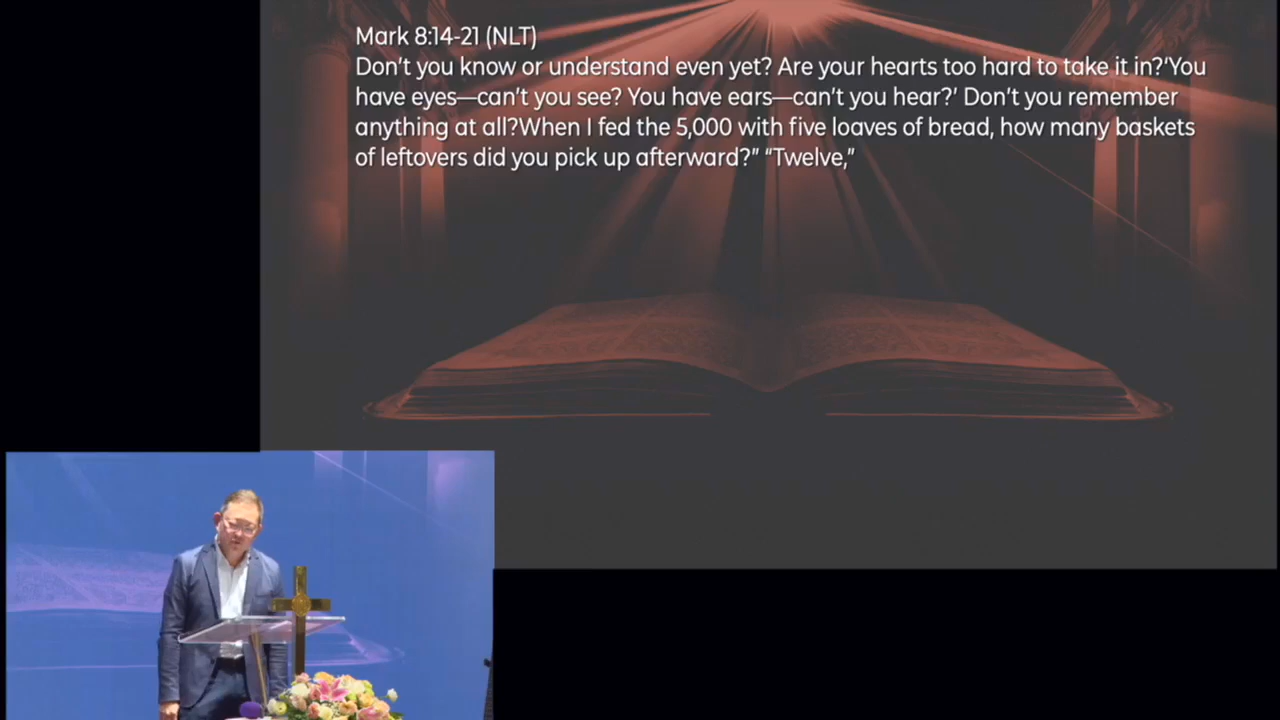 Mark 8:14-21 (NLT)
Don’t you know or understand even yet? Are your hearts too hard to take it in?‘You
have eyes—can’t you see? You have ears—can’t you hear?’ Don’t you remember
anything at all?When I fed the 5,000 with five loaves of bread, how many baskets
of leftovers did you pick up afterward?” “Twelve,”